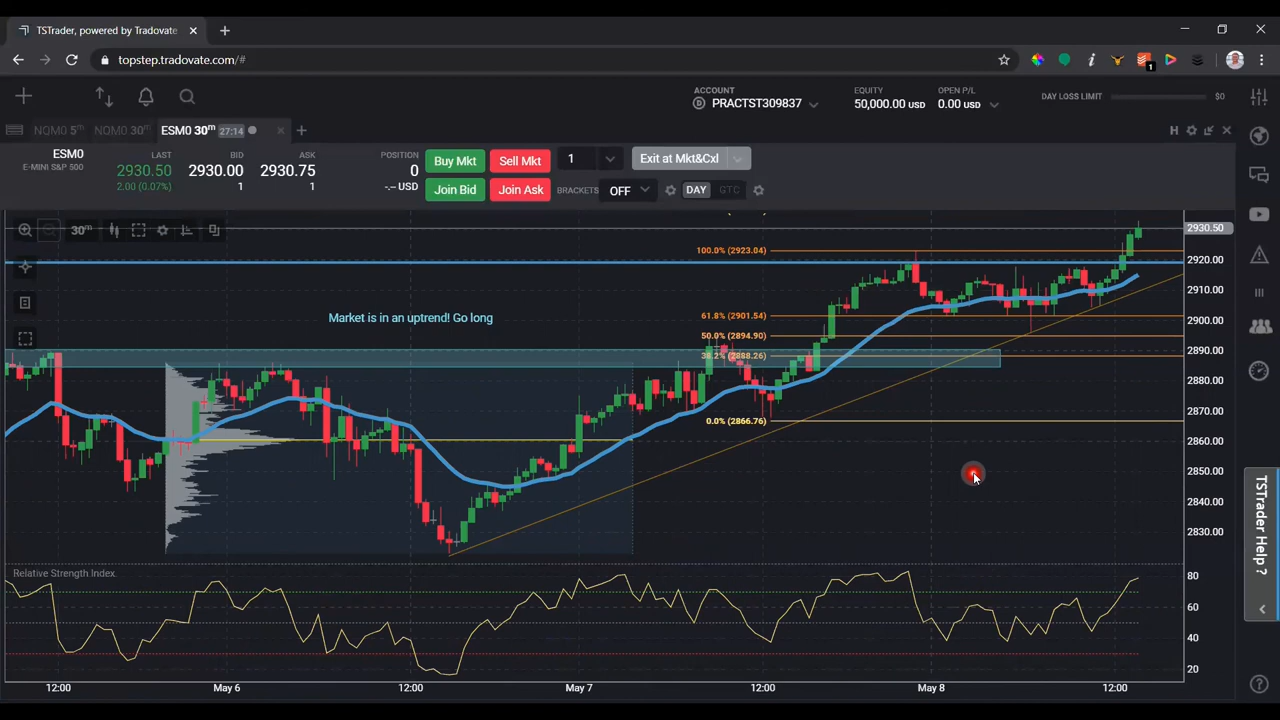 TSTrader, powered by Tradovate
topstep.tradovate.com/#
1
ACCOUNT
PRACTST309837
EQUITY
50,000.00 USD
OPEN P/L
0.00 USD
DAY LOSS LIMIT
$0
NQM0 5m
NQM0 30m
ESM0 30m 27:14
H
ESM0
E-MINI S&P 500
LAST
2930.50
2.00 (0.07%)
BID
2930.00
1
ASK
2930.75
1
POSITION
0
-.-- USD
Buy Mkt
Sell Mkt
1
Exit at Mkt&Cxl
Join Bid
Join Ask
BRACKETS
OFF
DAY
GTC
30m
2930.50
100.0% (2923.04)
2920.00
2910.00
Market is in an uptrend! Go long
61.8% (2901.54)
2900.00
50.0% (2894.90)
38.2% (2888.26)
2890.00
2880.00
2870.00
0.0% (2866.76)
2860.00
2850.00
2840.00
2830.00
Relative Strength Index.
80
60
40
20
12:00
May 6
12:00
May 7
12:00
May 8
12:00
TSTrader Help ?